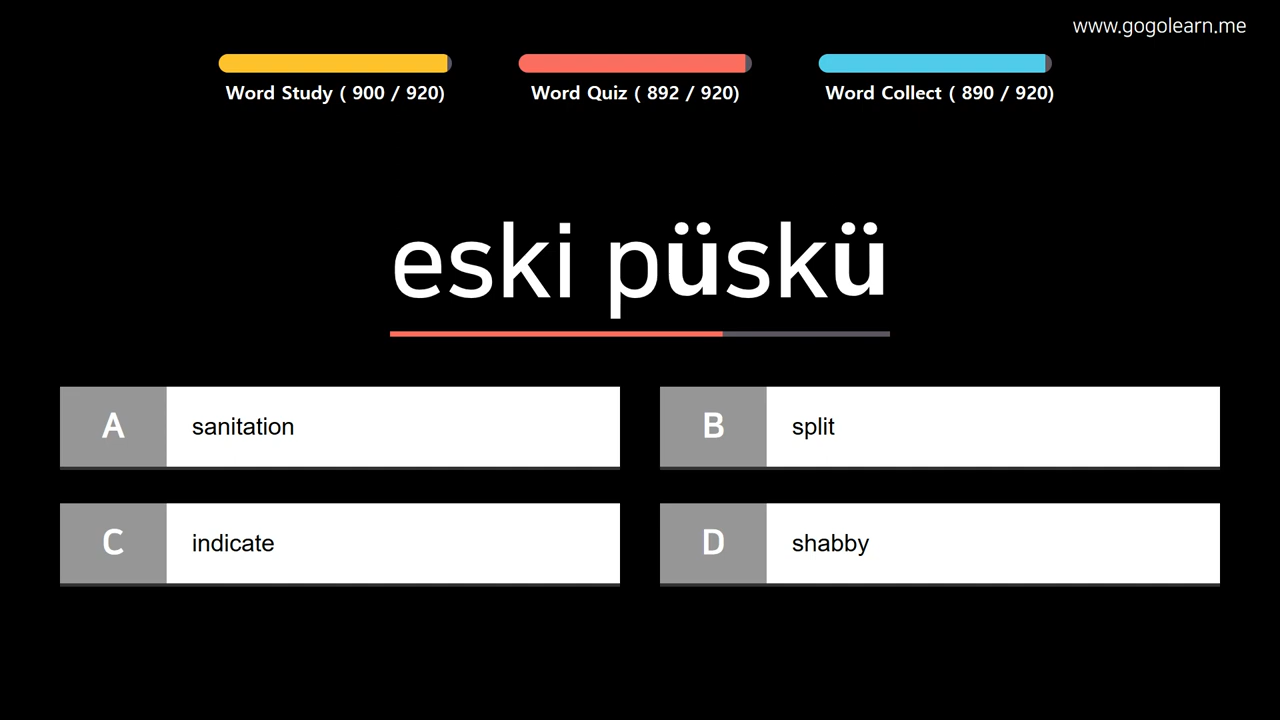 www.gogolearn.me
Word Study ( 900 / 920)
Word Quiz ( 892 / 920)
Word Collect ( 890 / 920)
eski püskü
A sanitation
B split
C indicate
D shabby